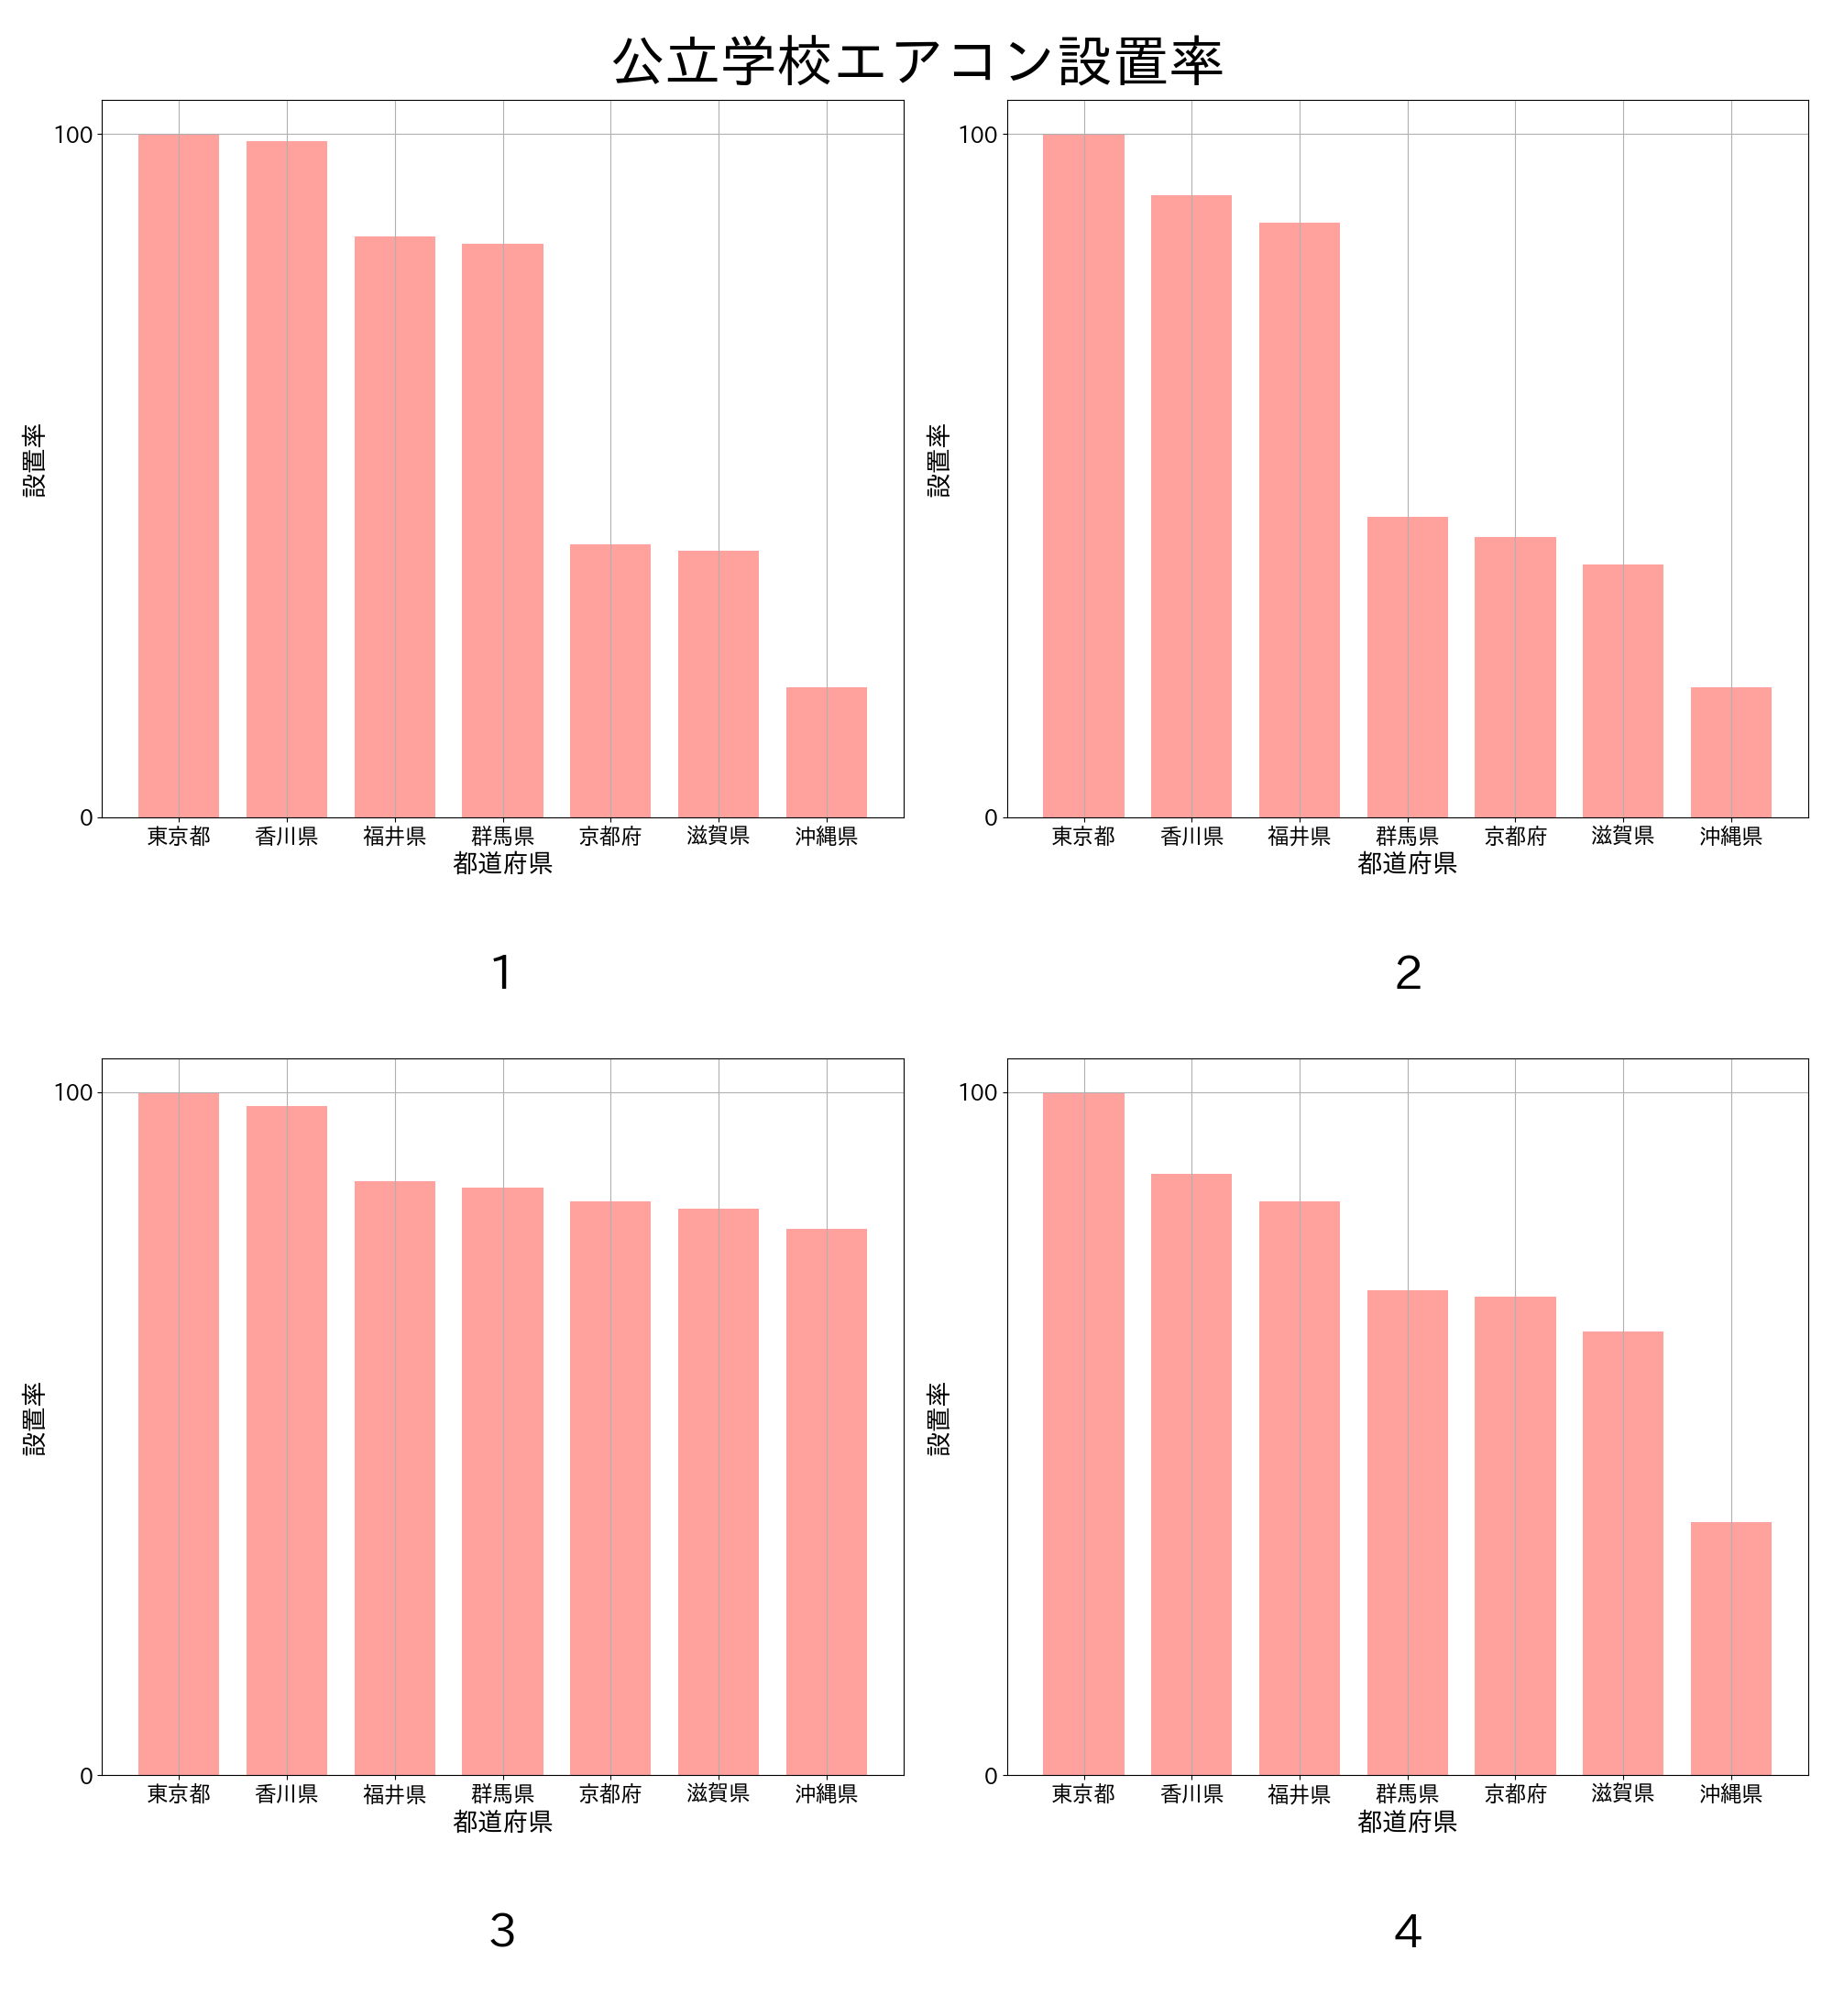 公立学校エアコン設置率
100
0
設置率
東京都 香川県 福井県 群馬県 京都府 滋賀県 沖縄県
都道府県
1
100
0
設置率
東京都 香川県 福井県 群馬県 京都府 滋賀県 沖縄県
都道府県
2
100
0
設置率
東京都 香川県 福井県 群馬県 京都府 滋賀県 沖縄県
都道府県
3
100
0
設置率
東京都 香川県 福井県 群馬県 京都府 滋賀県 沖縄県
都道府県
4